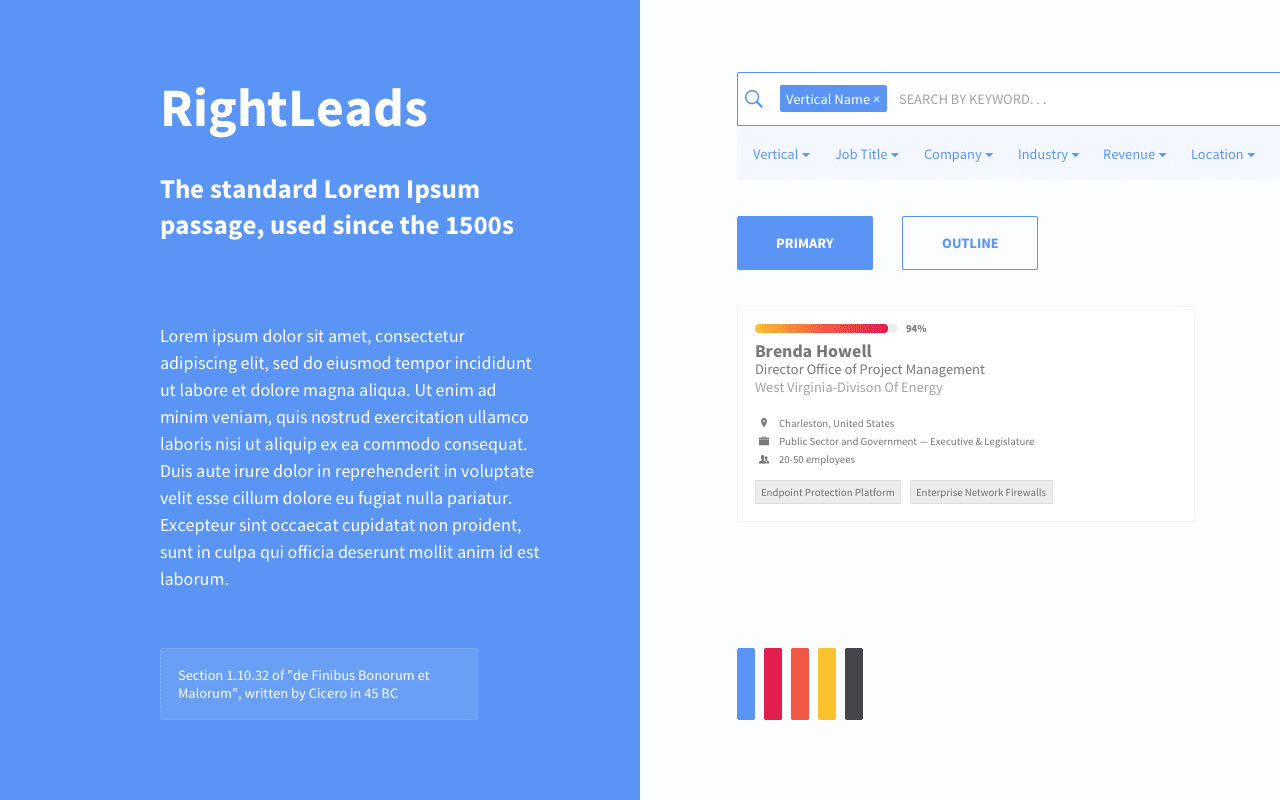 RightLeads
The standard Lorem Ipsum
passage, used since the 1500s
Lorem ipsum dolor sit amet, consectetur
adipiscing elit, sed do eiusmod tempor incididunt
ut labore et dolore magna aliqua. Ut enim ad
minim veniam, quis nostrud exercitation ullamco
laboris nisi ut aliquip ex ea commodo consequat.
Duis aute irure dolor in reprehenderit in voluptate
velit esse cillum dolore eu fugiat nulla pariatur.
Excepteur sint occaecat cupidatat non proident,
sunt in culpa qui officia deserunt mollit anim id est
laborum.
Section 1.10.32 of "de Finibus Bonorum et
Malorum", written by Cicero in 45 BC
Vertical Name × SEARCH BY KEYWORD. . .
Vertical Job Title Company Industry Revenue Location
PRIMARY OUTLINE
94%
Brenda Howell
Director Office of Project Management
West Virginia-Divison Of Energy
Charleston, United States
Public Sector and Government — Executive & Legislature
20-50 employees
Endpoint Protection Platform Enterprise Network Firewalls